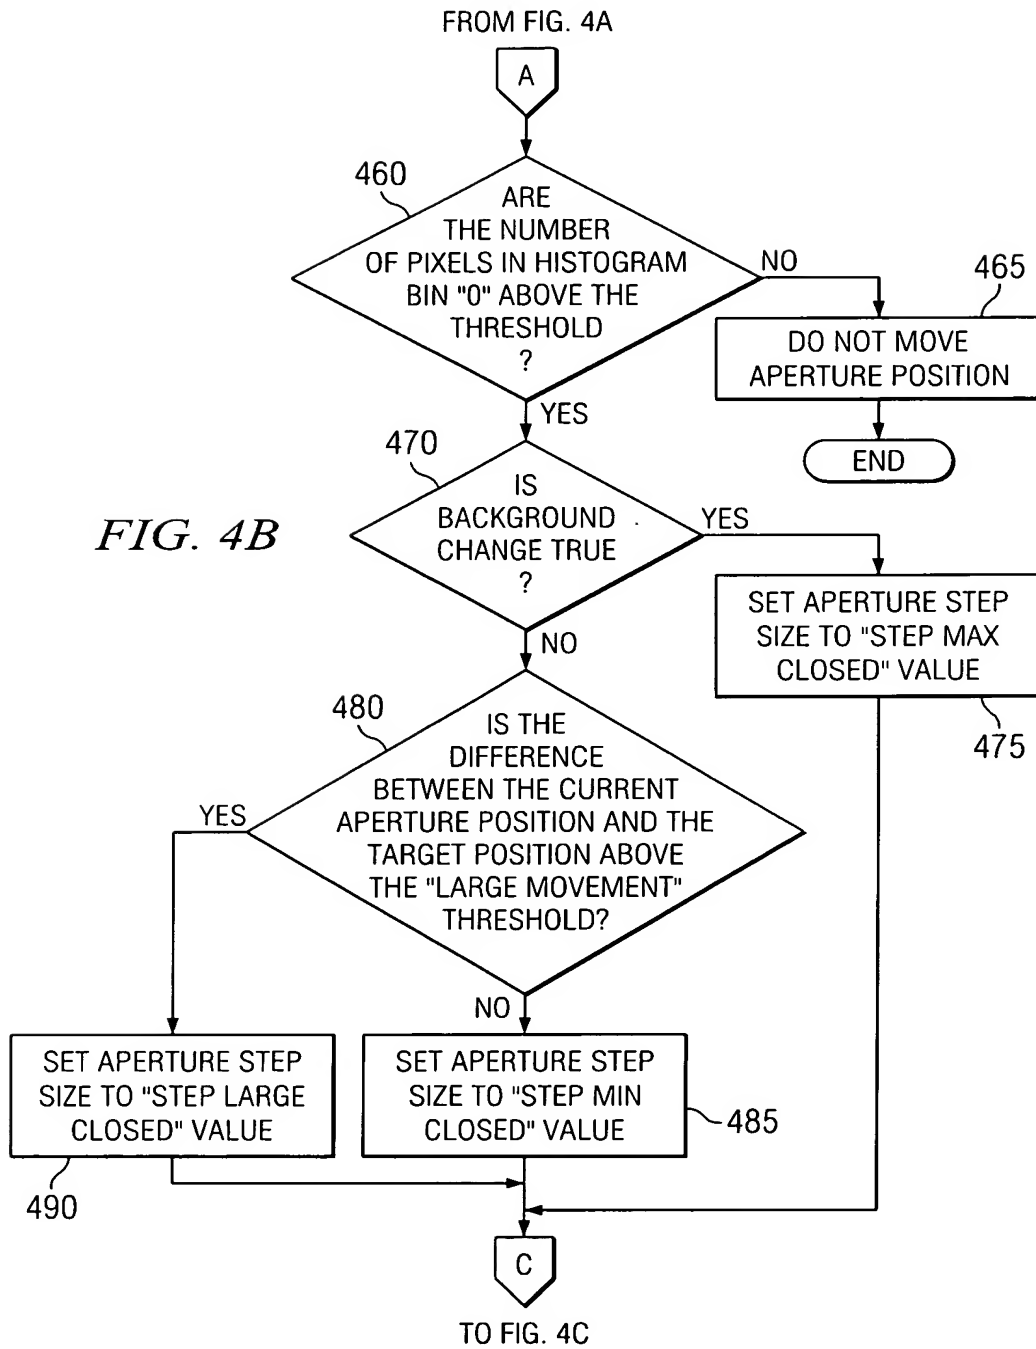 FROM FIG. 4A
A
460
ARE
THE NUMBER
OF PIXELS IN HISTOGRAM
BIN "0" ABOVE THE
THRESHOLD
?
NO
465
DO NOT MOVE
APERTURE POSITION
END
YES
470
IS
BACKGROUND
CHANGE TRUE
?
YES
FIG. 4B
SET APERTURE STEP
SIZE TO "STEP MAX
CLOSED" VALUE
475
NO
480
IS THE
DIFFERENCE
BETWEEN THE CURRENT
APERTURE POSITION AND THE
TARGET POSITION ABOVE
THE "LARGE MOVEMENT"
THRESHOLD?
YES
NO
SET APERTURE STEP
SIZE TO "STEP LARGE
CLOSED" VALUE
490
SET APERTURE STEP
SIZE TO "STEP MIN
CLOSED" VALUE
485
C
TO FIG. 4C